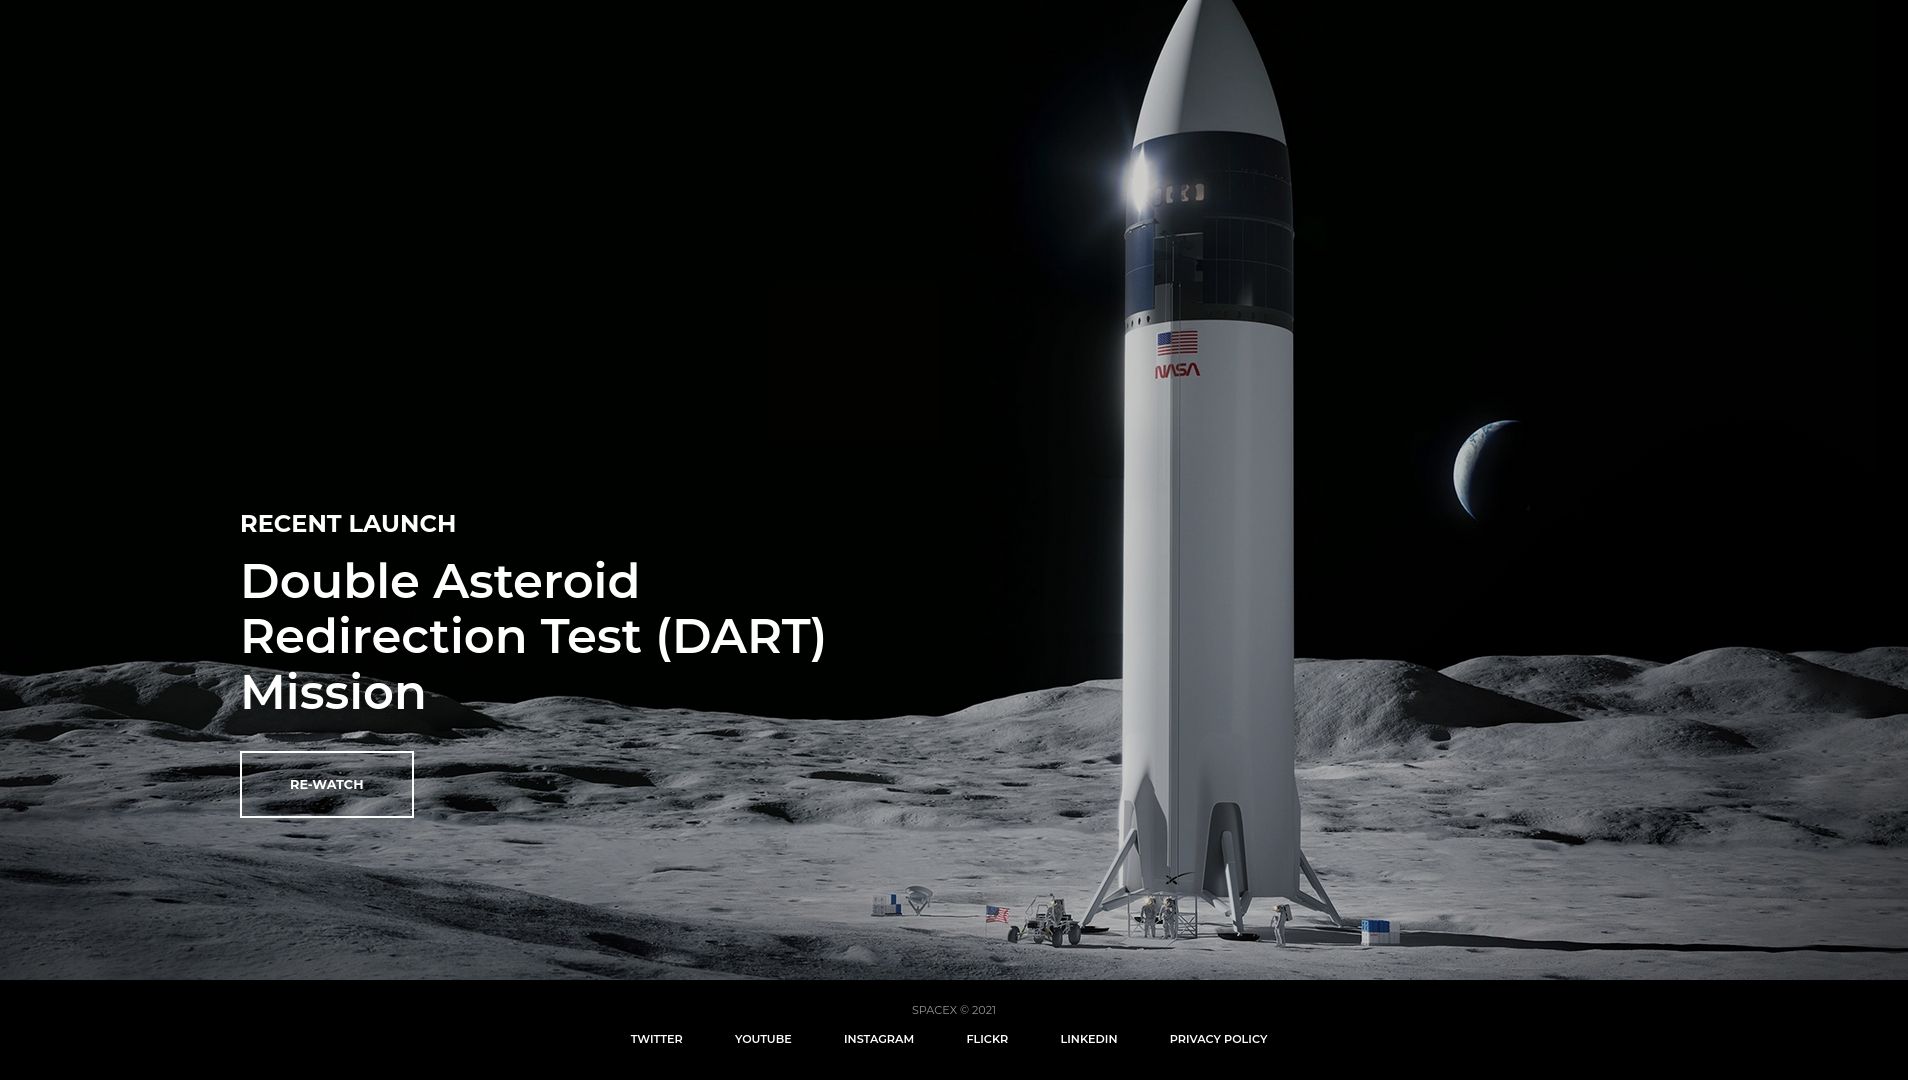 NASA
RECENT LAUNCH
Double Asteroid
Redirection Test (DART)
Mission
RE-WATCH
SPACEX © 2021
TWITTER YOUTUBE INSTAGRAM FLICKR LINKEDIN PRIVACY POLICY